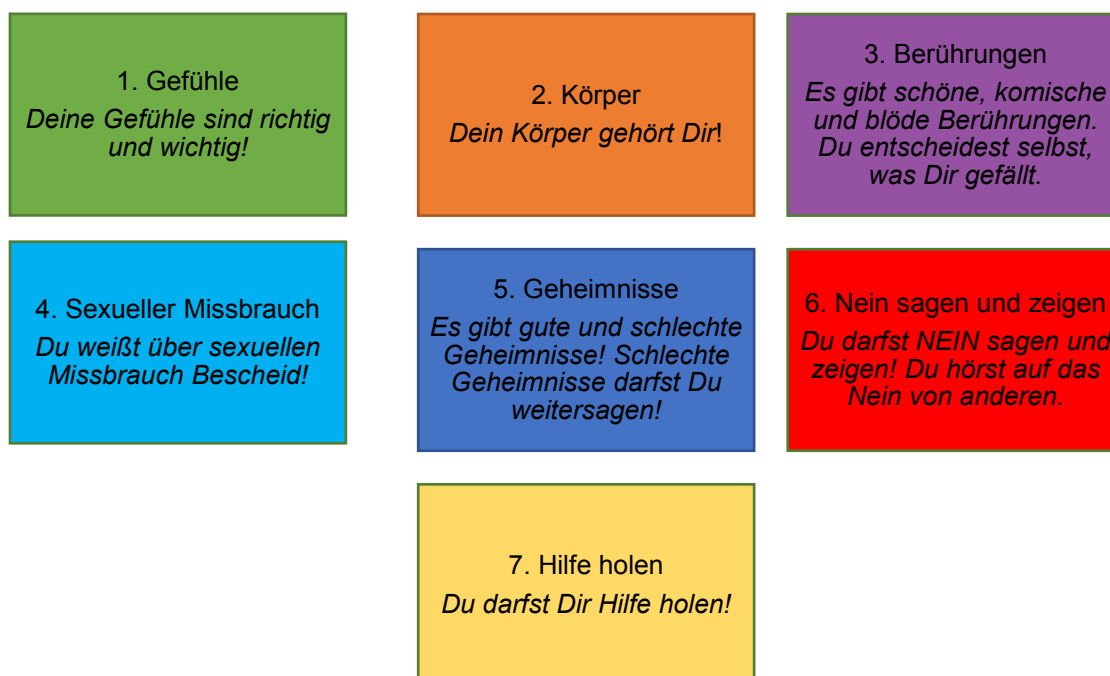 1. Gefühle
Deine Gefühle sind richtig
und wichtig!
2. Körper
Dein Körper gehört Dir!
3. Berührungen
Es gibt schöne, komische
und blöde Berührungen.
Du entscheidest selbst,
was Dir gefällt.
4. Sexueller Missbrauch
Du weißt über sexuellen
Missbrauch Bescheid!
5. Geheimnisse
Es gibt gute und schlechte
Geheimnisse! Schlechte
Geheimnisse darfst Du
weitersagen!
6. Nein sagen und zeigen
Du darfst NEIN sagen und
zeigen! Du hörst auf das
Nein von anderen.
7. Hilfe holen
Du darfst Dir Hilfe holen!